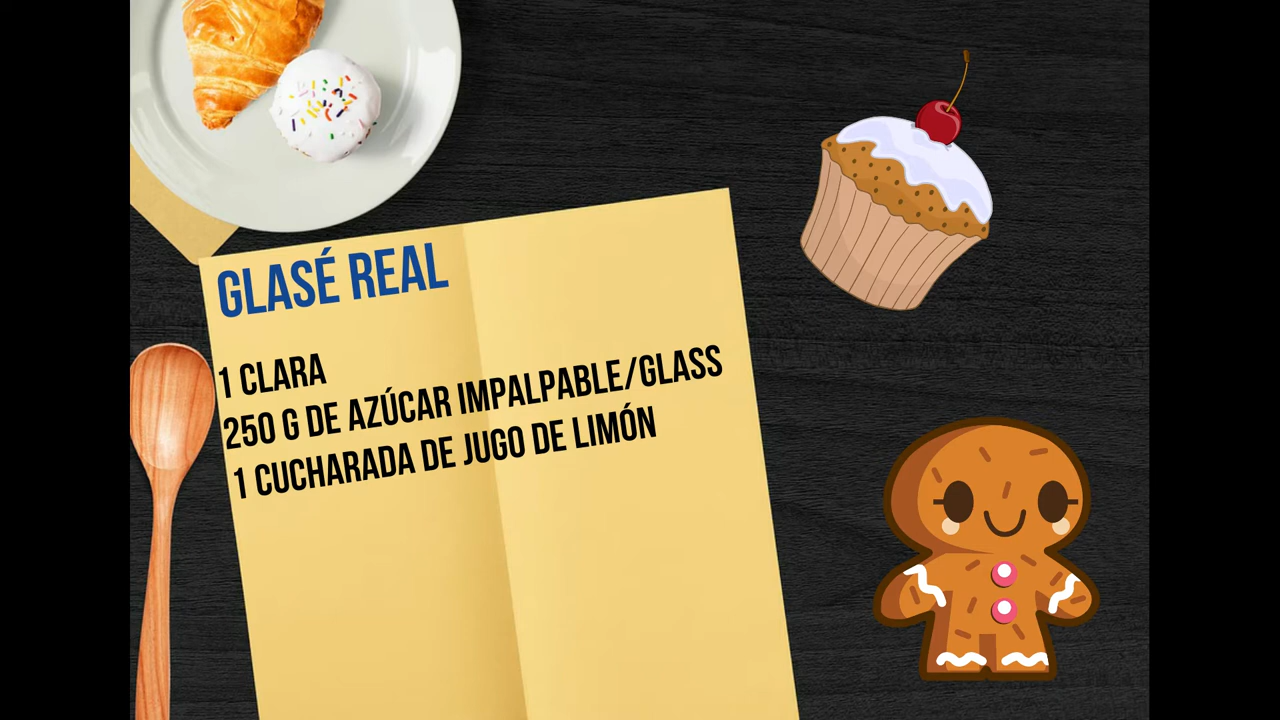 GLASÉ REAL
1 CLARA
250 G DE AZÚCAR IMPALPABLE/GLASS
1 CUCHARADA DE JUGO DE LIMÓN